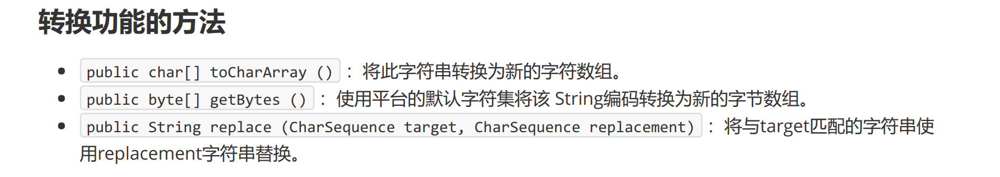 转换功能的方法
• public char[] toCharArray () ：将此字符串转换为新的字符数组。
• public byte[] getBytes () ：使用平台的默认字符集将该 String编码转换为新的字节数组。
• public String replace (CharSequence target, CharSequence replacement) ：将与target匹配的字符串使
用replacement字符串替换。